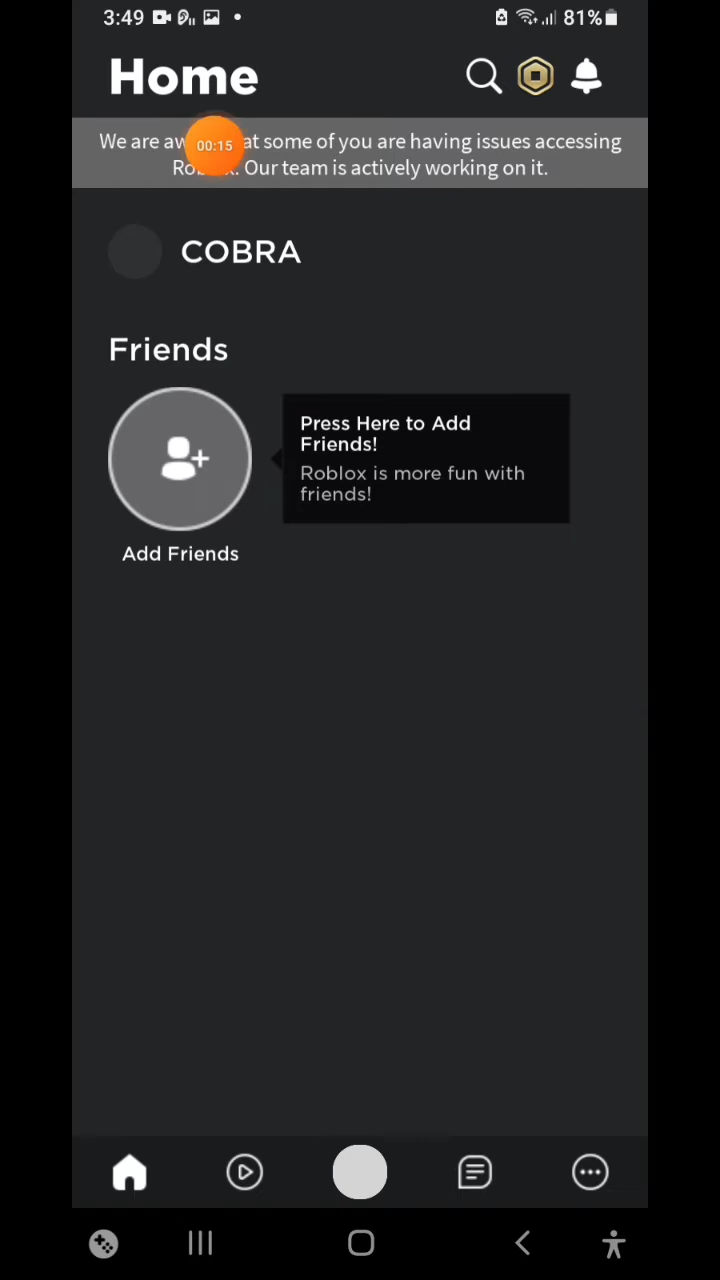 3:49 81%
Home
We are aw at some of you are having issues accessing
00:15
Ro x. Our team is actively working on it.
COBRA
Friends
Press Here to Add
Friends!
Roblox is more fun with
friends!
Add Friends